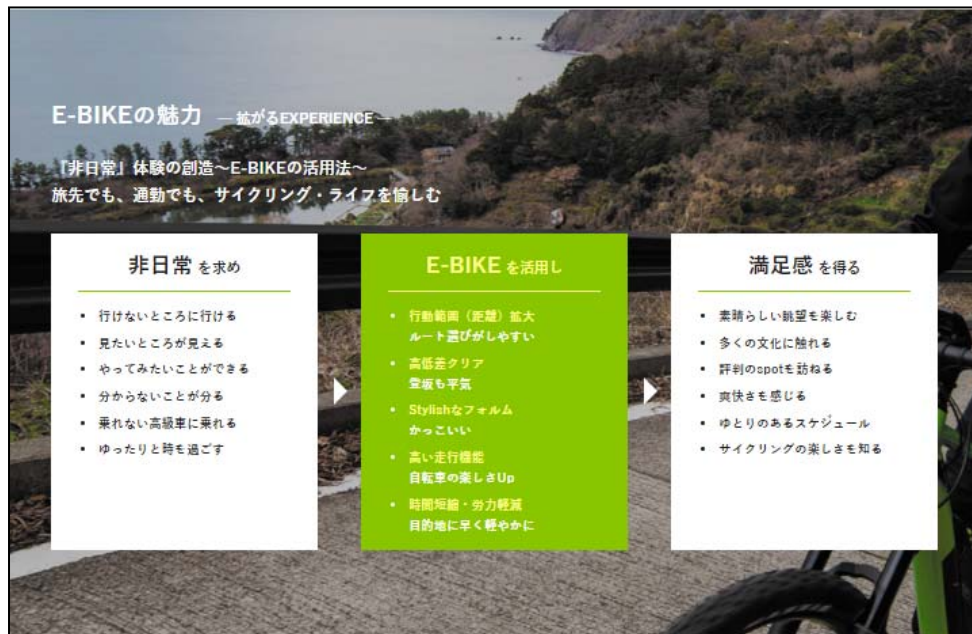 E-BIKEの魅力 ― 拡がるEXPERIENCE―
『非日常』体験の創造～E-BIKEの活用法～
旅先でも、通勤でも、サイクリング・ライフを愉しむ
非日常 を求め
• 行けないところに行ける
• 見たいところが見える
• やってみたいことができる
• 分からないことが分る
• 乗れない高級車に乗れる
• ゆったりと時を過ごす
E-BIKE を活用し
• 行動範囲（距離）拡大
ルート選びがしやすい
• 高低差クリア
登坂も平気
• Stylishなフォルム
かっこいい
• 高い走行機能
自転車の楽しさUp
• 時間短縮・労力軽減
目的地に早く軽やかに
満足感 を得る
• 素晴らしい眺望を楽しむ
• 多くの文化に触れる
• 評判のspotを訪ねる
• 爽快さを感じる
• ゆとりのあるスケジュール
• サイクリングの楽しさを知る